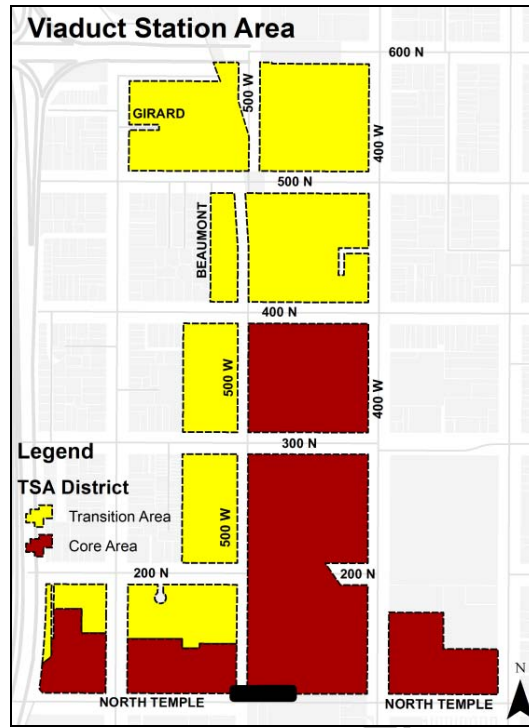 Viaduct Station Area
600 N
500 W
GIRARD
400 W
500 N
BEAUMONT
400 N
500 W
400 W
300 N
Legend
TSA District
Transition Area
Core Area
500 W
200 N
200 N
N
NORTH TEMPLE
NORTH TEMPLE